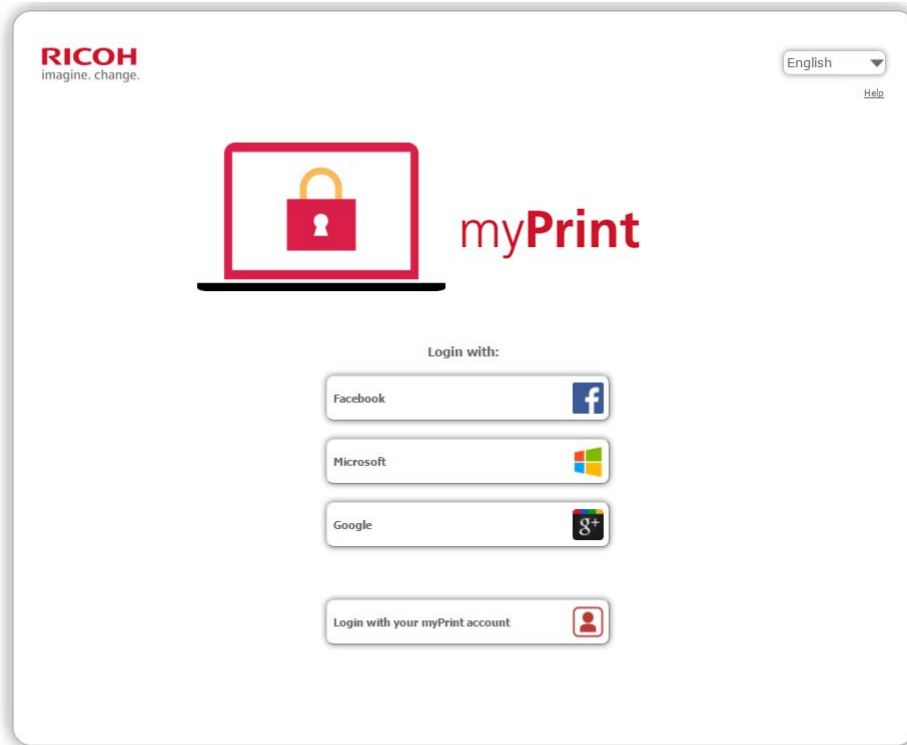 RICOH
imagine. change.
English
Help
myPrint
Login with:
Facebook
Microsoft
Google
g+
Login with your myPrint account